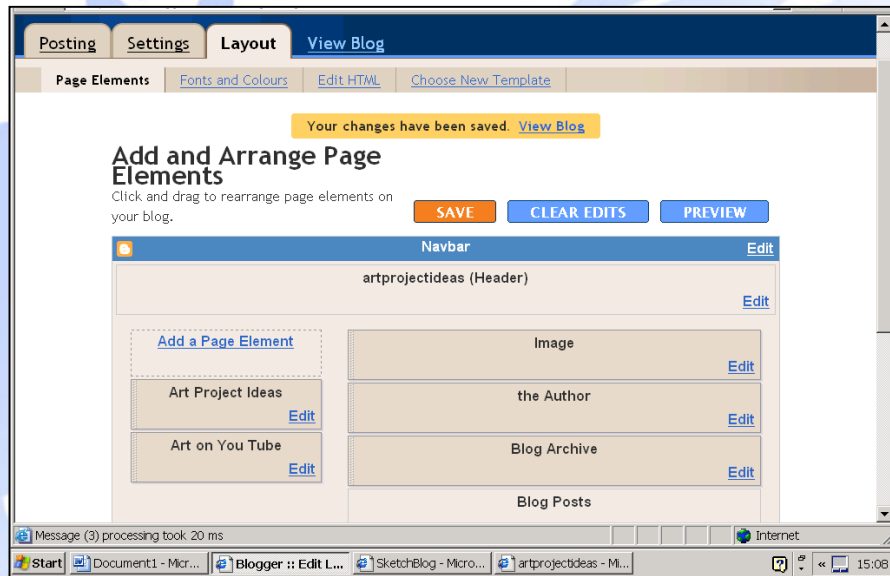 Posting Settings Layout View Blog
Page Elements Fonts and Colours Edit HTML Choose New Template
Your changes have been saved. View Blog
Add and Arrange Page
Elements
Click and drag to rearrange page elements on
your blog.
SAVE CLEAR EDITS PREVIEW
Navbar Edit
artprojectideas (Header)
Edit
Add a Page Element
Art Project Ideas
Edit
Art on You Tube
Edit
Image
Edit
the Author
Edit
Blog Archive
Edit
Blog Posts
Message (3) processing took 20 ms Internet
Start Document1 - Micr... Blogger :: Edit L... SketchBlog - Micro... artprojectideas - Mi... « 15:08